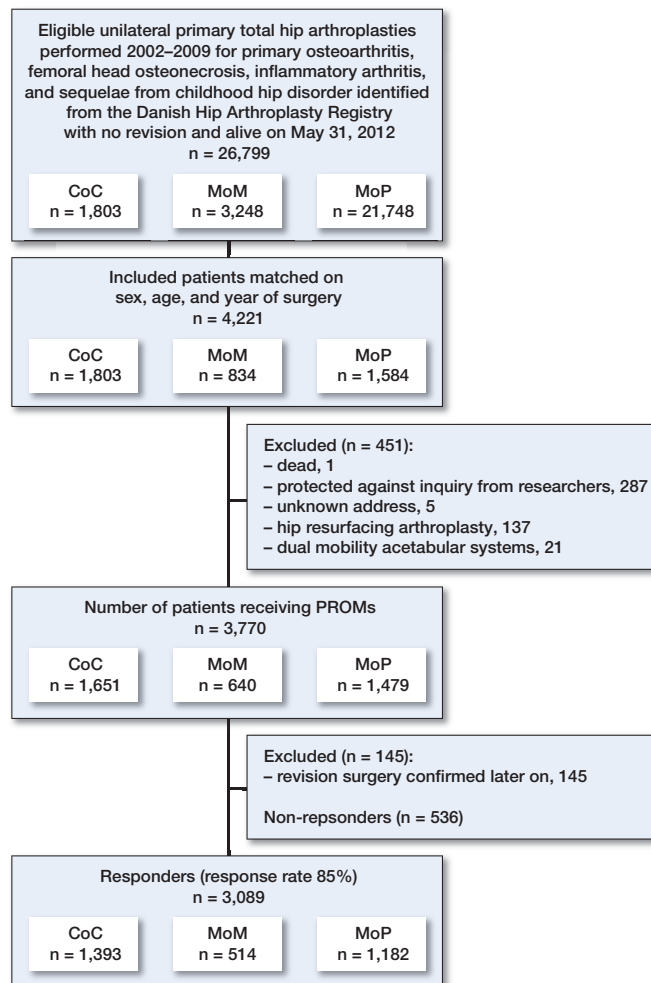 Eligible unilateral primary total hip arthroplasties
performed 2002–2009 for primary osteoarthritis,
femoral head osteonecrosis, inflammatory arthritis,
and sequelae from childhood hip disorder identified
from the Danish Hip Arthroplasty Registry
with no revision and alive on May 31, 2012
n = 26,799
CoC
n = 1,803
MoM
n = 3,248
MoP
n = 21,748
Included patients matched on
sex, age, and year of surgery
n = 4,221
CoC
n = 1,803
MoM
n = 834
MoP
n = 1,584
Excluded (n = 451):
– dead, 1
– protected against inquiry from researchers, 287
– unknown address, 5
– hip resurfacing arthroplasty, 137
– dual mobility acetabular systems, 21
Number of patients receiving PROMs
n = 3,770
CoC
n = 1,651
MoM
n = 640
MoP
n = 1,479
Excluded (n = 145):
– revision surgery confirmed later on, 145
Non-repsonders (n = 536)
Responders (response rate 85%)
n = 3,089
CoC
n = 1,393
MoM
n = 514
MoP
n = 1,182